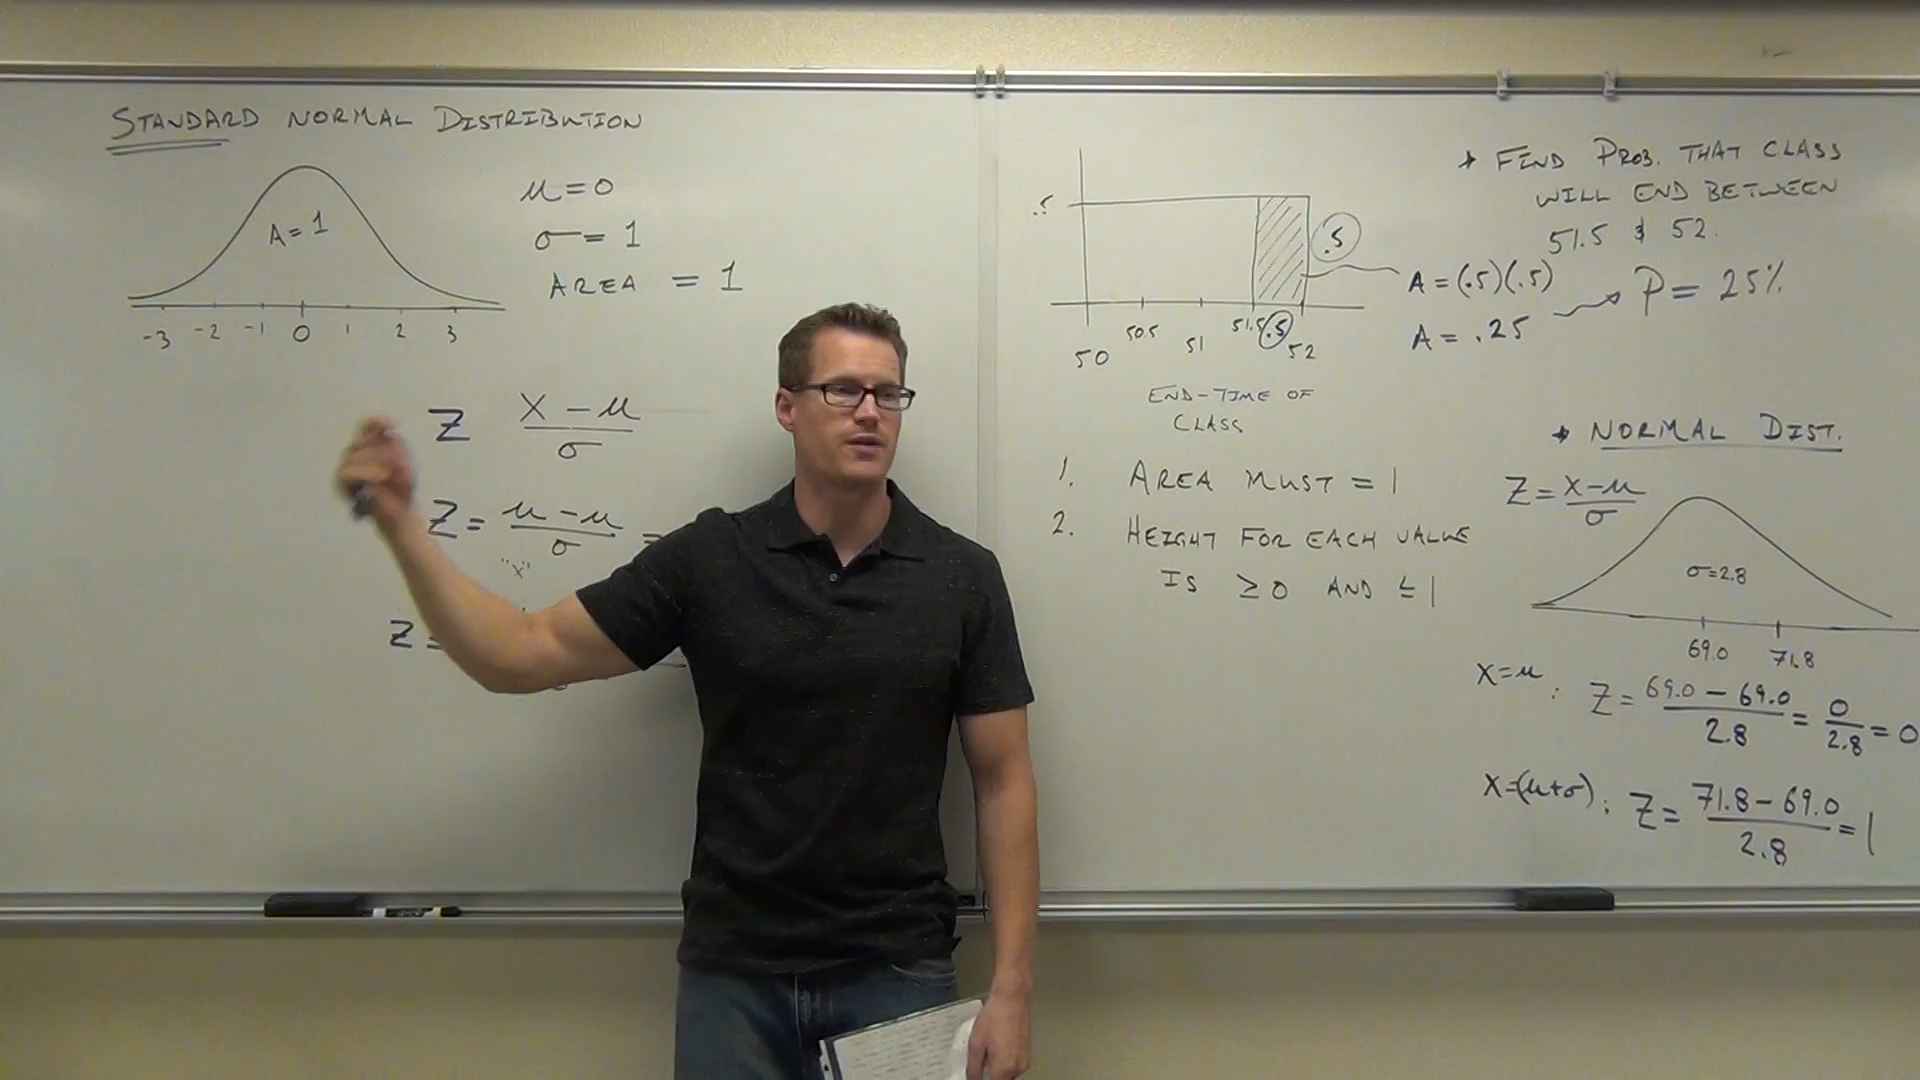 STANDARD NORMAL DISTRIBUTION
A = 1
-3 -2 -1 0 1 2 3
μ = 0
σ = 1
AREA = 1
Z X - μ
σ
Z = μ - μ =
σ
"X"
Z =
.5
.5
50 50.5 51 51.5 .5 52
END-TIME OF
CLASS
FIND PROB. THAT CLASS
WILL END BETWEEN
51.5 & 52.
A = (.5)(.5)
A = .25
P = 25%
1. AREA MUST = 1
2. HEIGHT FOR EACH VALUE
IS ≥ 0 AND ≤ 1
NORMAL DIST.
Z = X - μ
σ
σ = 2.8
69.0 71.8
X = μ : Z = 69.0 - 69.0 = 0 = 0
2.8 2.8
X = (μ+σ) : Z = 71.8 - 69.0 = 1
2.8